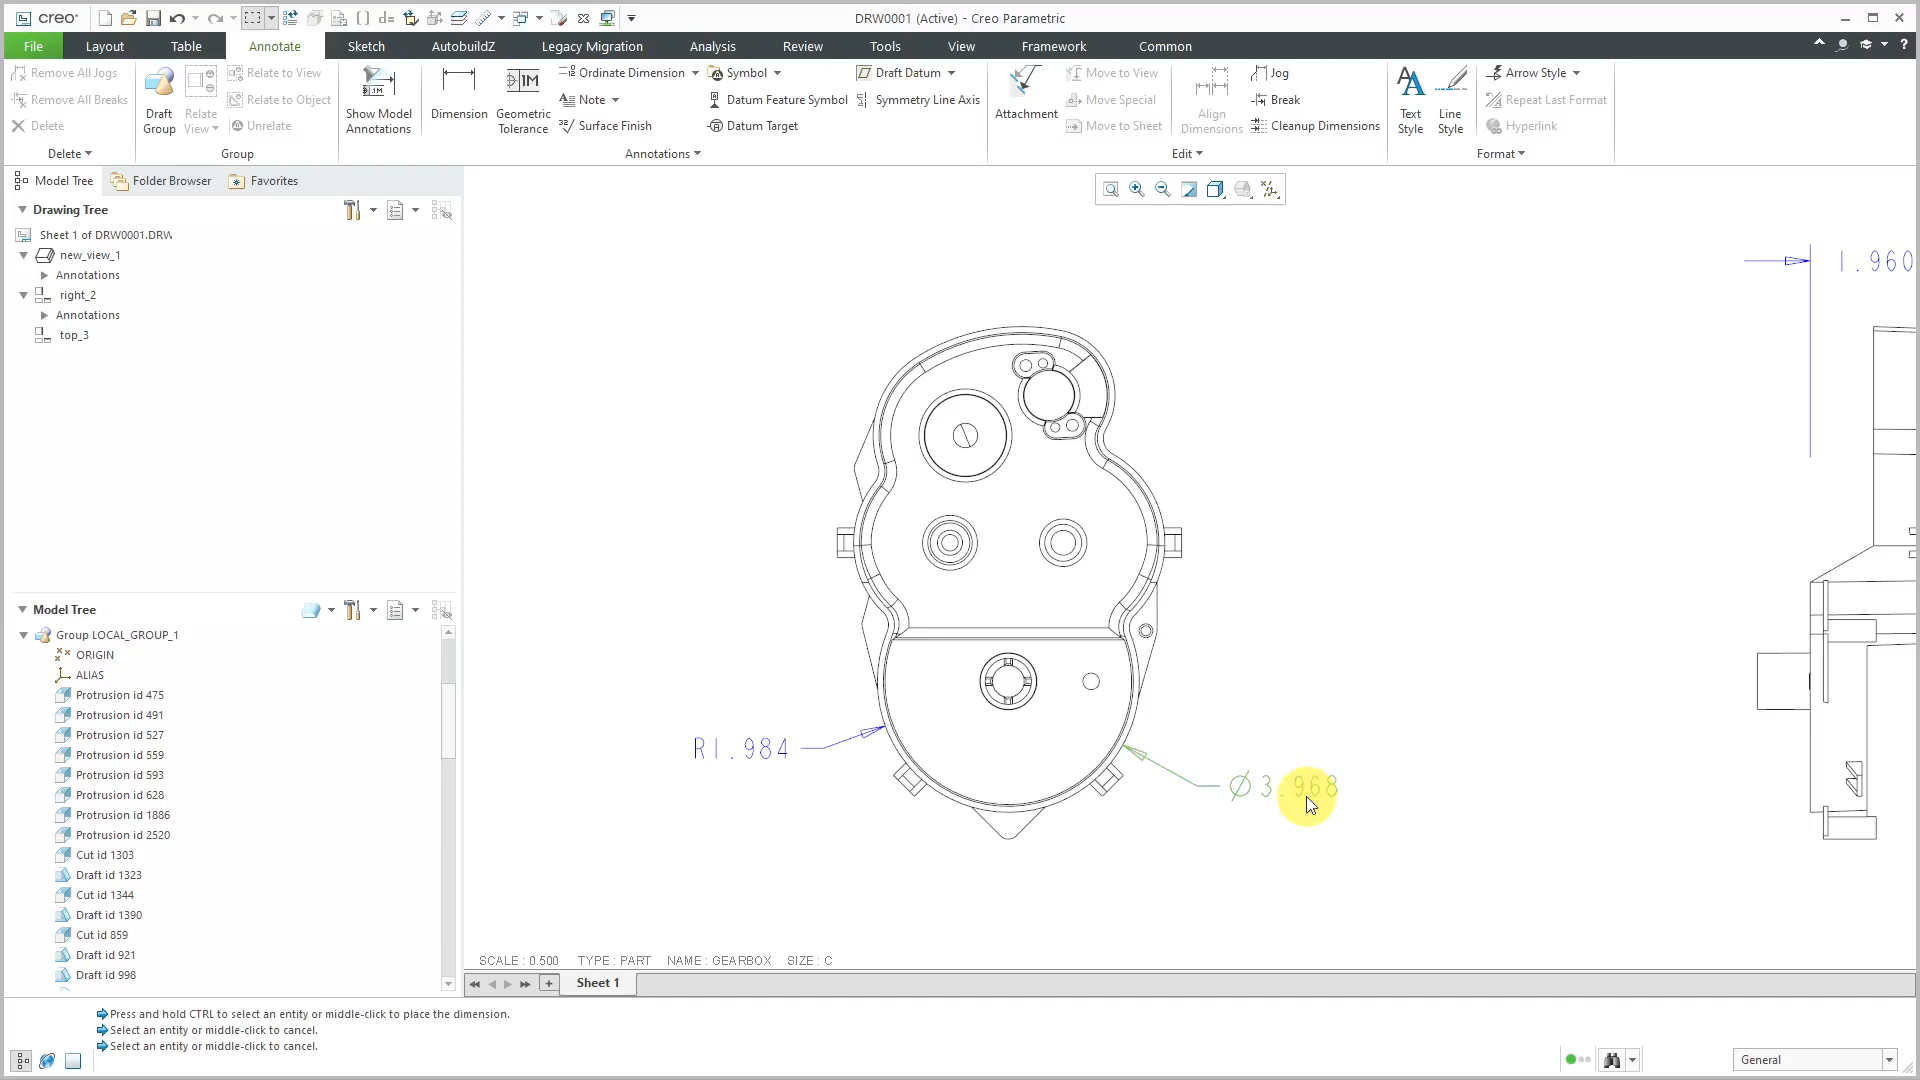 creo®
DRW0001 (Active) - Creo Parametric
File
Layout
Table
Annotate
Sketch
AutobuildZ
Legacy Migration
Analysis
Review
Tools
View
Framework
Common
Remove All Jogs
Remove All Breaks
Delete
Delete
Draft Group
Relate View
Relate to View
Relate to Object
Unrelate
Group
Show Model Annotations
Dimension
Geometric Tolerance
Ordinate Dimension
Note
Surface Finish
Symbol
Datum Feature Symbol
Datum Target
Draft Datum
Symmetry Line Axis
Annotations
Attachment
Move to View
Move Special
Move to Sheet
Align Dimensions
Jog
Break
Cleanup Dimensions
Edit
Text Style
Line Style
Arrow Style
Repeat Last Format
Hyperlink
Format
Model Tree
Folder Browser
Favorites
Drawing Tree
Sheet 1 of DRW0001.DRW
new_view_1
Annotations
right_2
Annotations
top_3
Model Tree
Group LOCAL_GROUP_1
ORIGIN
ALIAS
Protrusion id 475
Protrusion id 491
Protrusion id 527
Protrusion id 559
Protrusion id 593
Protrusion id 628
Protrusion id 1886
Protrusion id 2520
Cut id 1303
Draft id 1323
Cut id 1344
Draft id 1390
Cut id 859
Draft id 921
Draft id 998
1.960
R1.984
Ø3.968
SCALE : 0.500 TYPE : PART NAME : GEARBOX SIZE : C
Sheet 1
Press and hold CTRL to select an entity or middle-click to place the dimension.
Select an entity or middle-click to cancel.
Select an entity or middle-click to cancel.
General